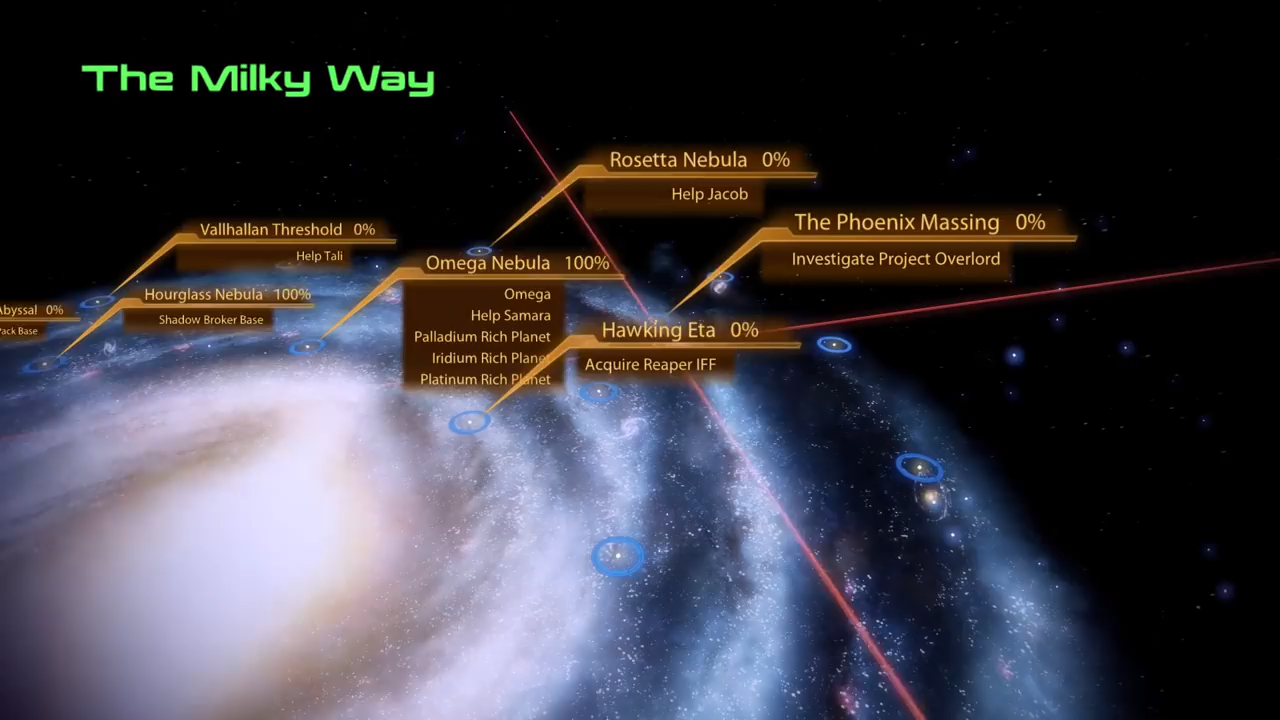 The Milky Way
Rosetta Nebula 0%
Help Jacob
The Phoenix Massing 0%
Investigate Project Overlord
Vallhallan Threshold 0%
Help Tali
Omega Nebula 100%
Omega
Help Samara
Palladium Rich Planet
Iridium Rich Planet
Platinum Rich Planet
Hourglass Nebula 100%
Shadow Broker Base
Abyssal 0%
Pack Base
Hawking Eta 0%
Acquire Reaper IFF